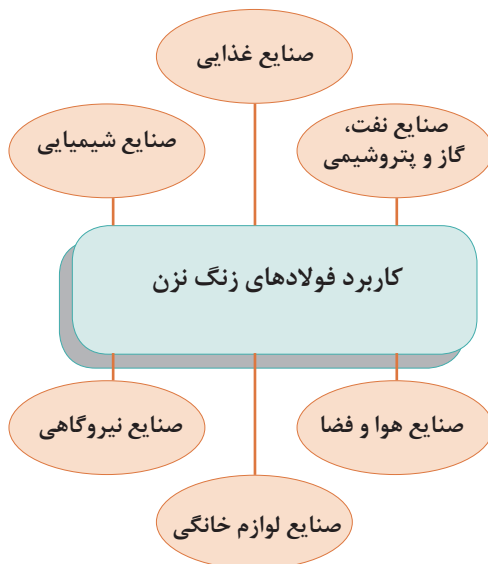 صنایع غذایی
صنایع نفت،
گاز و پتروشیمی
صنایع شیمیایی
کاربرد فولادهای زنگ نزن
صنایع هوا و فضا
صنایع نیروگاهی
صنایع لوازم خانگی